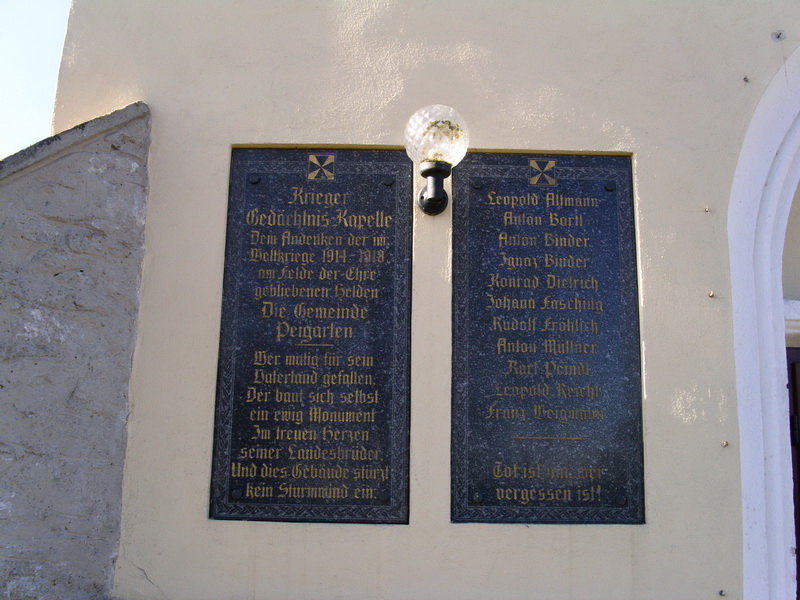 Krieger
Gedächtnis-Kapelle
Dem Andenken der im
Weltkriege 1914-1918
am Felde der Ehre
gebliebenen Helden
Die Gemeinde
Peigarten
Wer mutig für sein
Vaterland gefallen.
Der baut sich selbst
ein ewig Monument
Im treuen Herzen
seiner Landesbrüder,
Und dies Gebäude stürzt
kein Sturmwind ein.
Leopold Altmann
Anton Bartl
Anton Binder
Ignaz Binder
Konrad Dietrich
Johann Fasching
Rudolf Fröhlich
Anton Müllner
Karl Poindl
Leopold Reschl
Franz Weigmann
Tot ist nur, wer
vergessen ist!